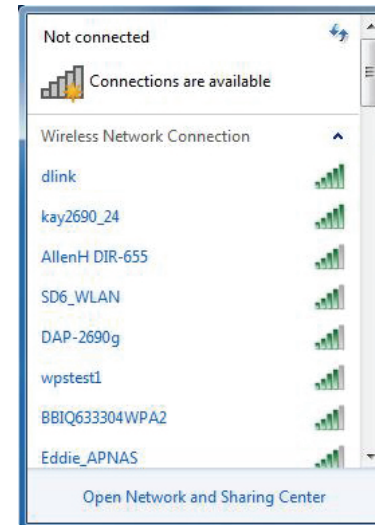 Not connected
Connections are available
Wireless Network Connection
dlink
kay2690_24
AllenH DIR-655
SD6_WLAN
DAP-2690g
wpstest1
BBIQ633304WPA2
Eddie_APNAS
Open Network and Sharing Center